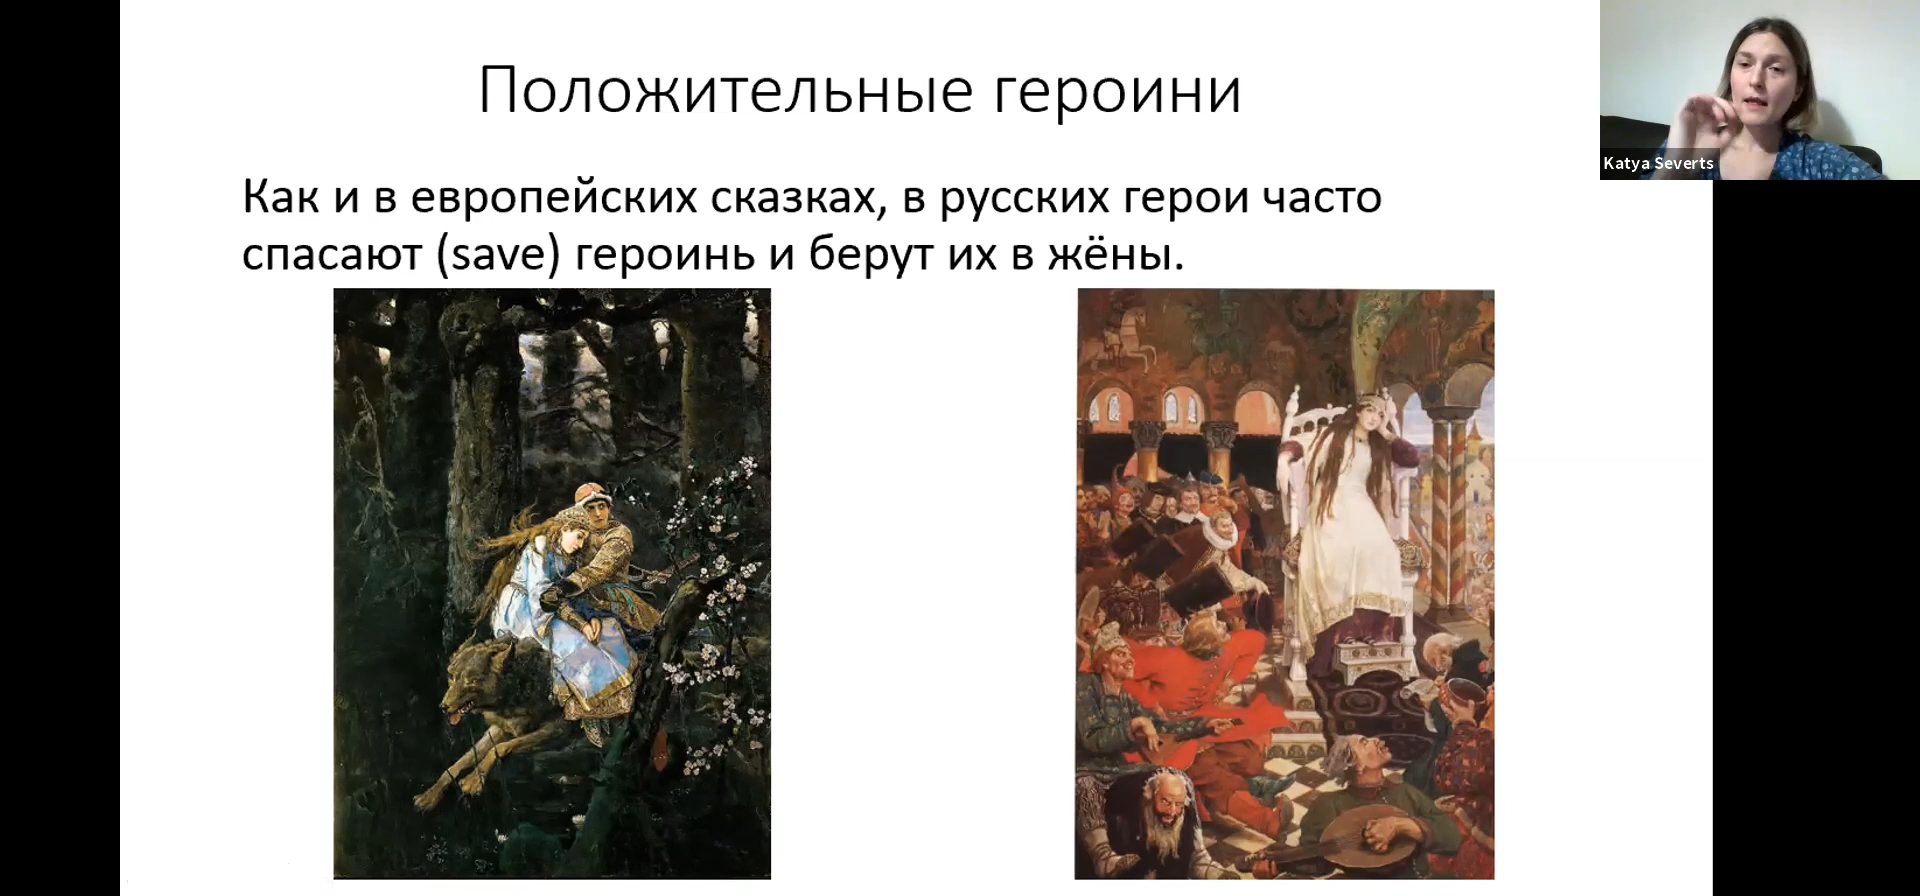 Положительные героини
Katya Severts
Как и в европейских сказках, в русских герои часто
спасают (save) героинь и берут их в жёны.